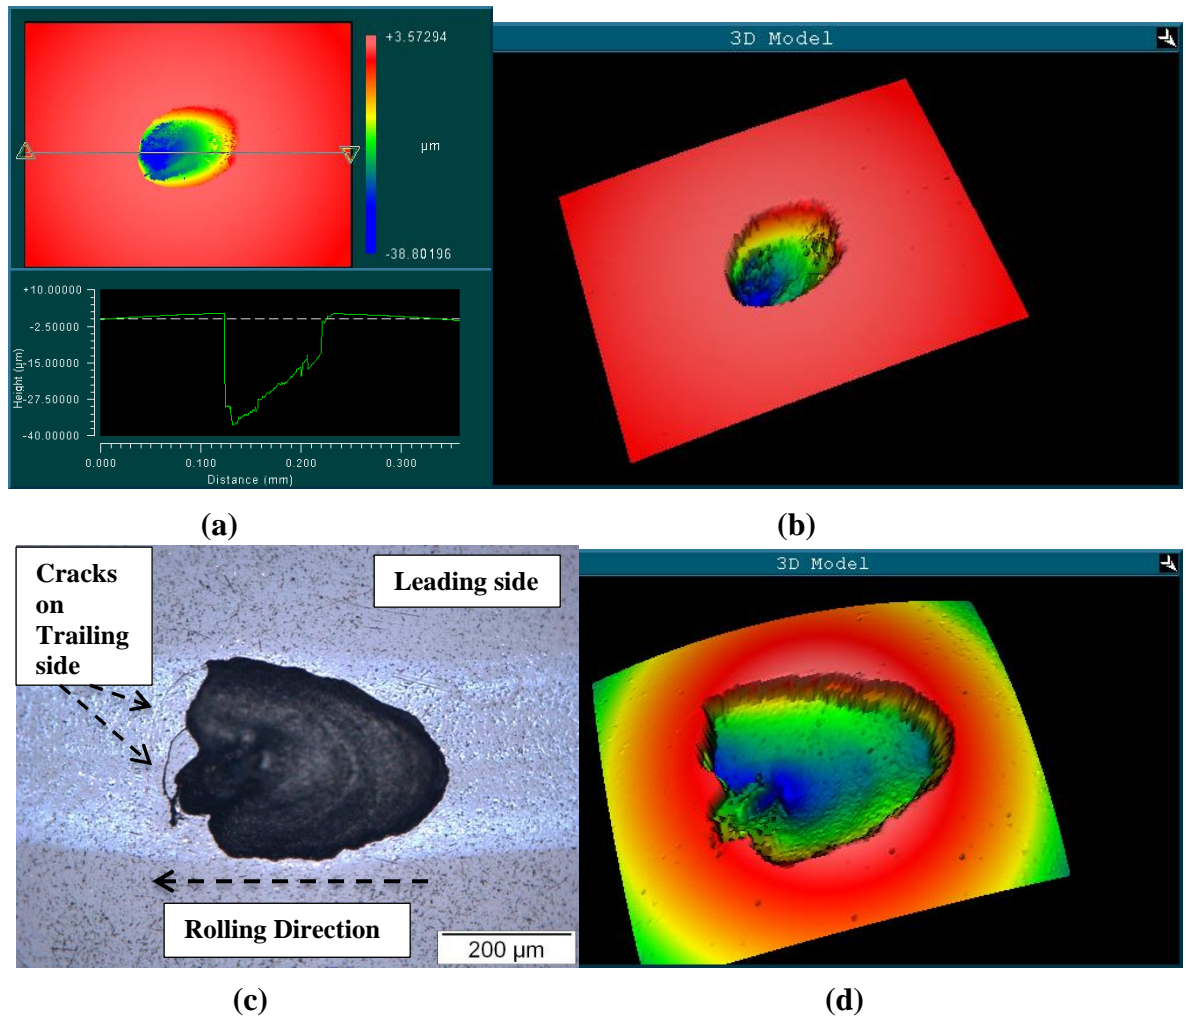 +3.57294
µm
-38.80196
3D Model
+10.00000
-2.50000
-15.00000
-27.50000
-40.00000
Height (µm)
0.000
0.100
0.200
0.300
Distance (mm)
(a)
(b)
Cracks
on
Trailing
side
Leading side
Rolling Direction
200 µm
3D Model
(c)
(d)